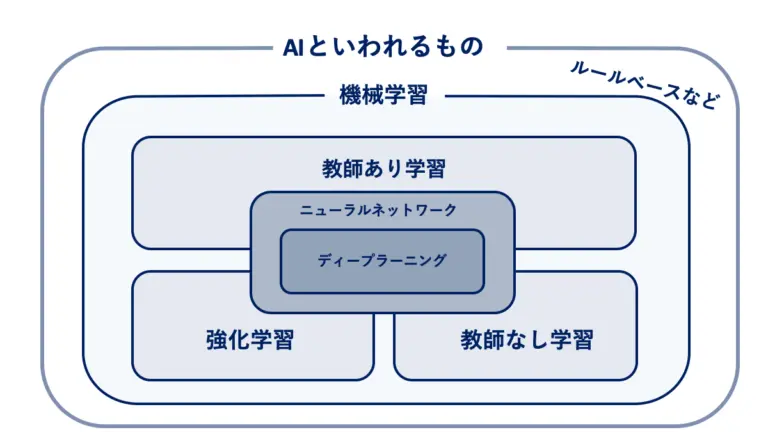 AIといわれるもの
ルールベースなど
機械学習
教師あり学習
ニューラルネットワーク
ディープラーニング
強化学習
教師なし学習